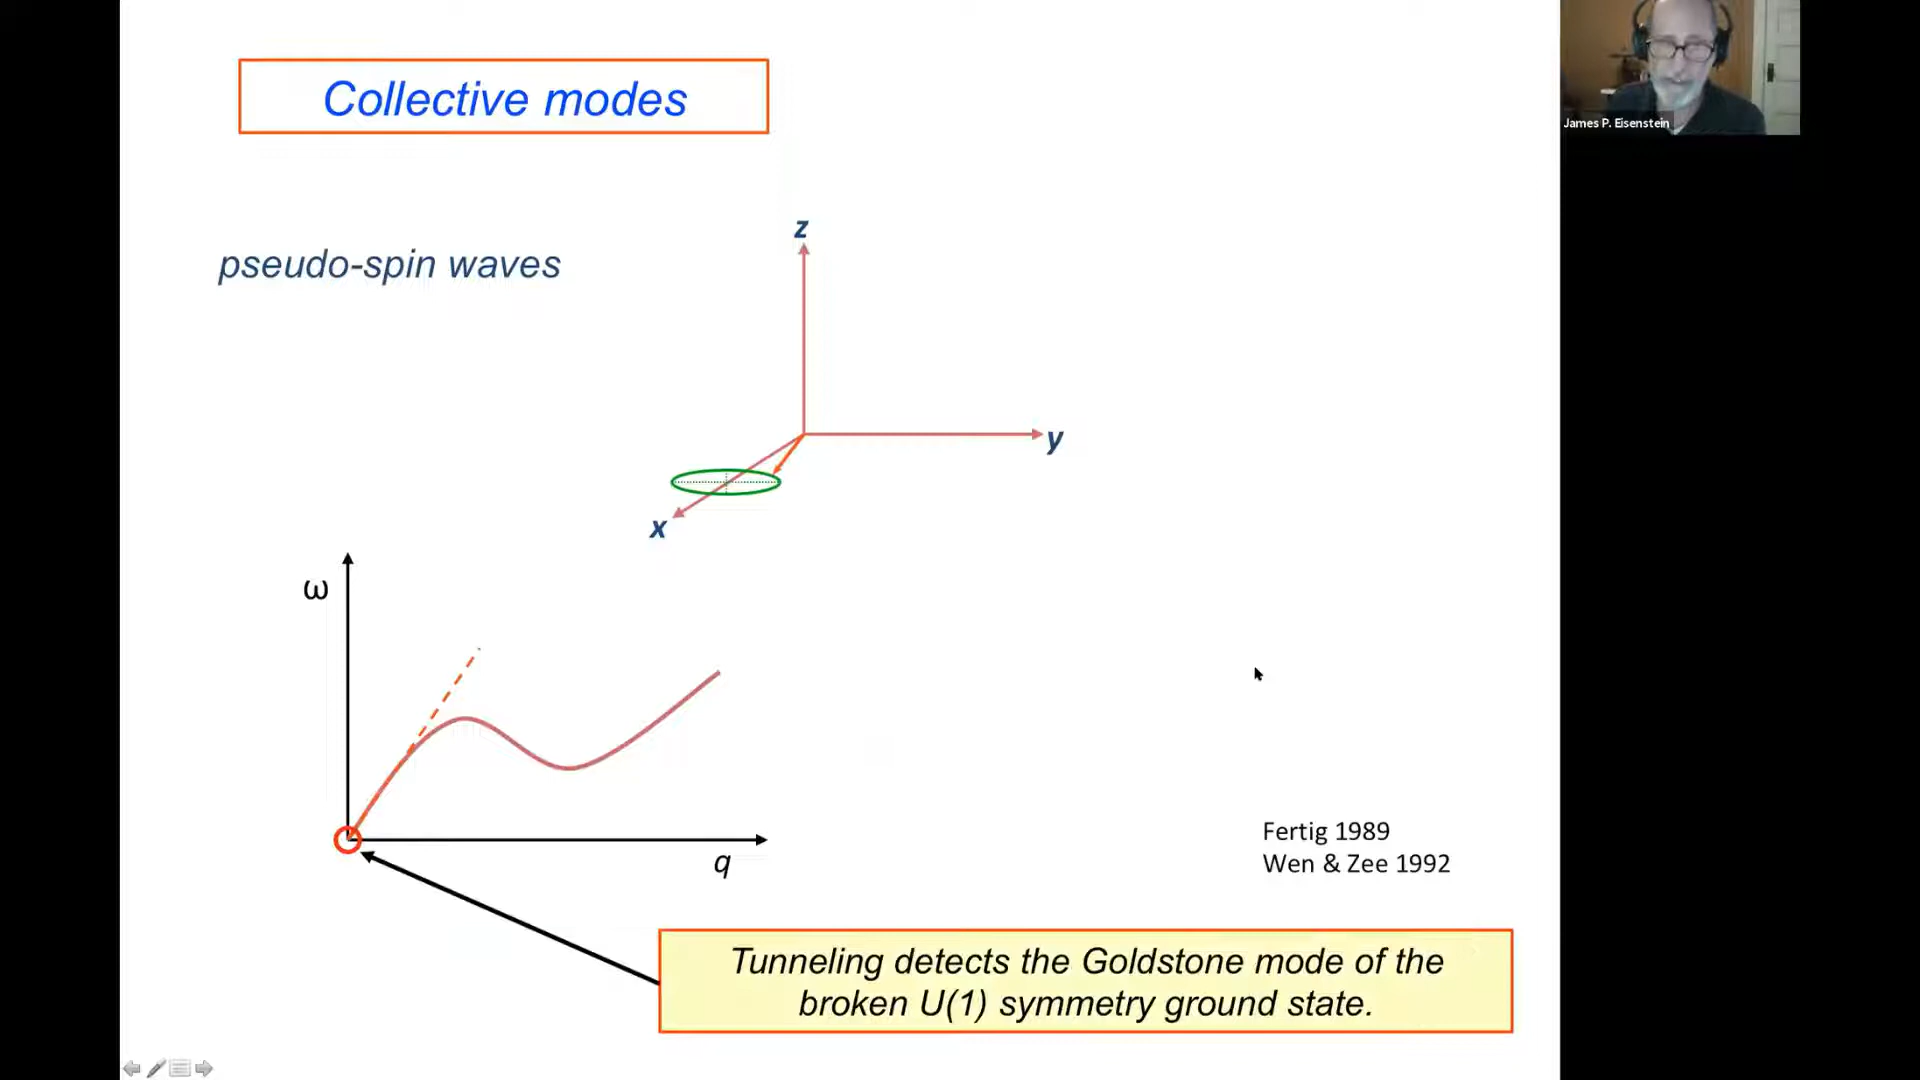 Collective modes
James P. Eisenstein
pseudo-spin waves
z
y
x
ω
q
Fertig 1989
Wen & Zee 1992
Tunneling detects the Goldstone mode of the
broken U(1) symmetry ground state.